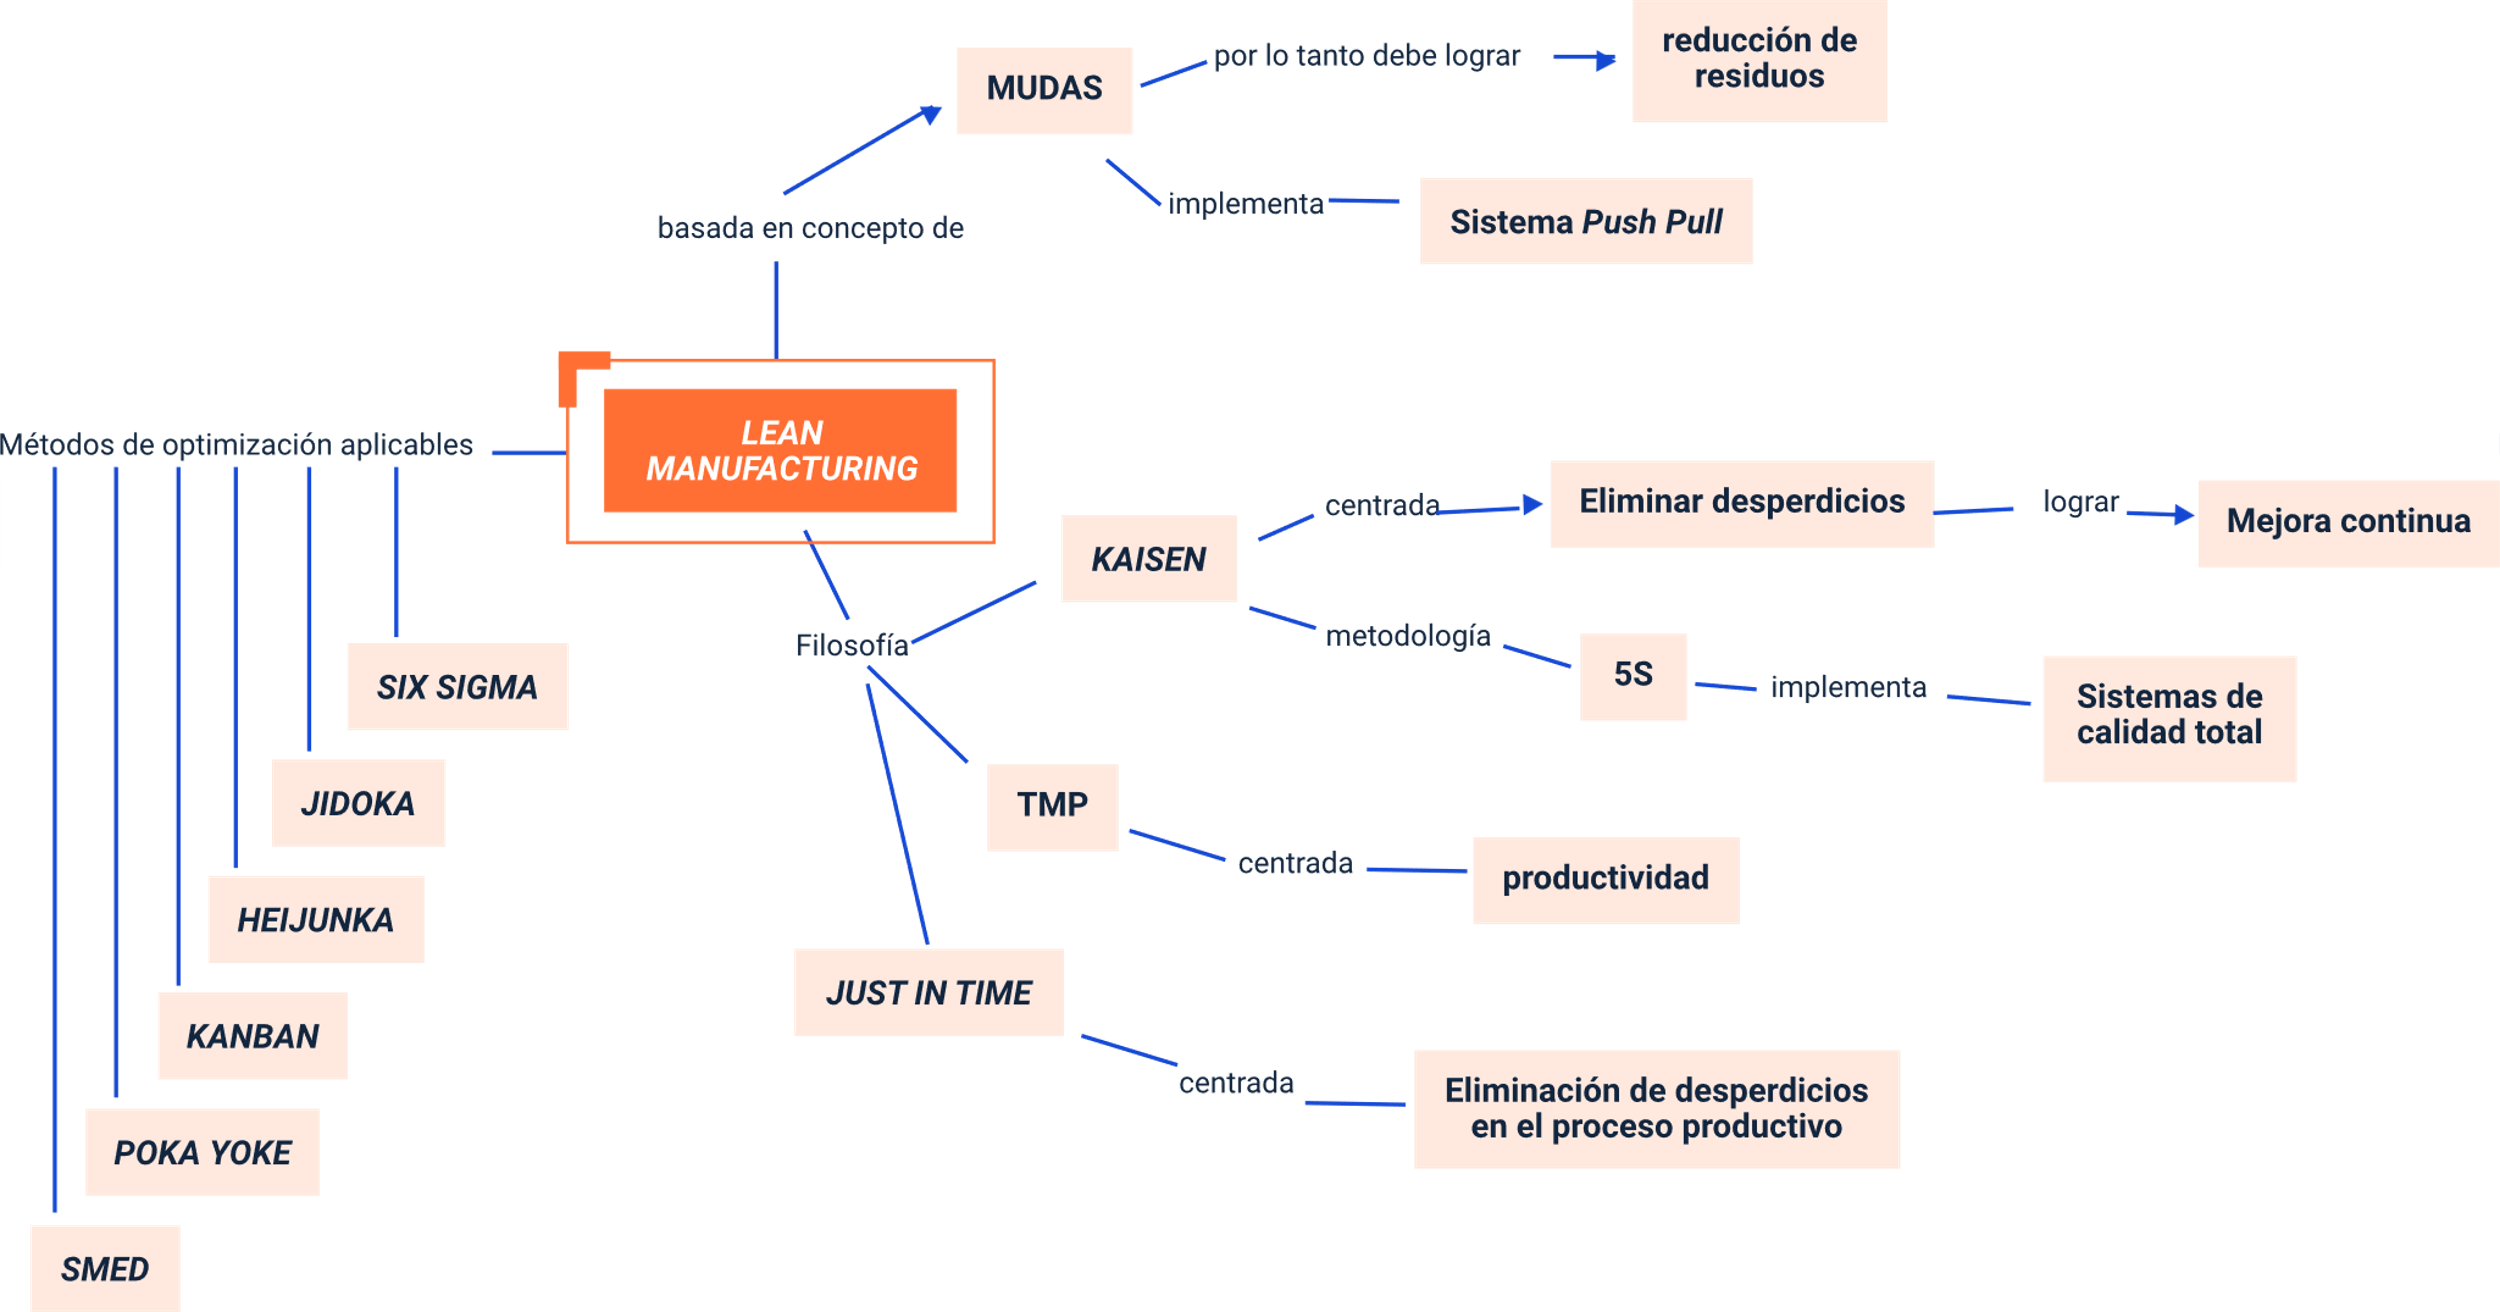 por lo tanto debe lograr
reducción de
residuos
MUDAS
implementa
Sistema Push Pull
basada en concepto de
LEAN
MANUFACTURING
Métodos de optimización aplicables
SIX SIGMA
JIDOKA
HEIJUNKA
KANBAN
POKA YOKE
SMED
Filosofía
KAISEN
centrada
Eliminar desperdicios
lograr
Mejora continua
metodología
5S
implementa
Sistemas de
calidad total
TMP
centrada
productividad
JUST IN TIME
centrada
Eliminación de desperdicios
en el proceso productivo